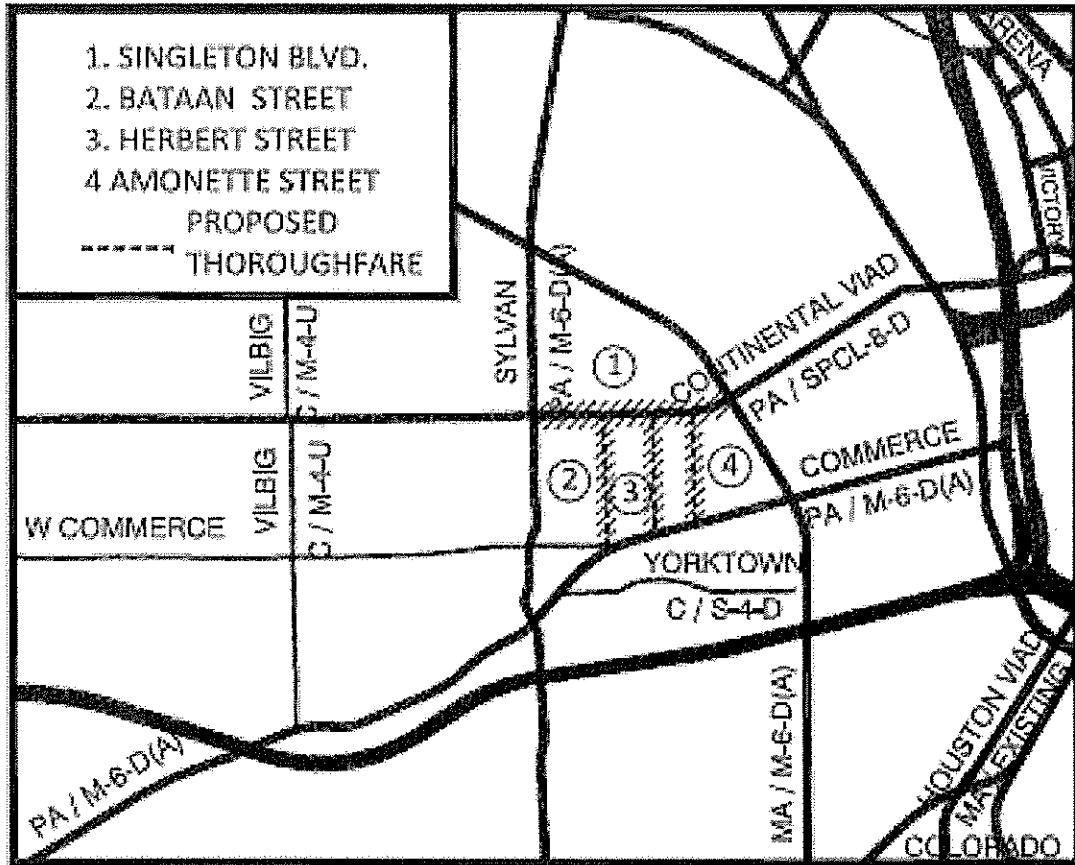 1. SINGLETON BLVD.
2. BATAAN STREET
3. HERBERT STREET
4 AMONETTE STREET
PROPOSED
THOROUGHFARE
ARENA
VICTORY
SYLVAN
PA / M-6-D(A)
VILBIG
C / M-4-U
1
CONTINENTAL VIAD
PA / SPCL-8-D
VILBIG
C / M-4-U
2
3
4
COMMERCE
PA / M-6-D(A)
W COMMERCE
YORKTOWN
C / S-4-D
PA / M-6-D(A)
MA / M-6-D(A)
HOUSTON VIAD
MA / EXISTING
COLORADO